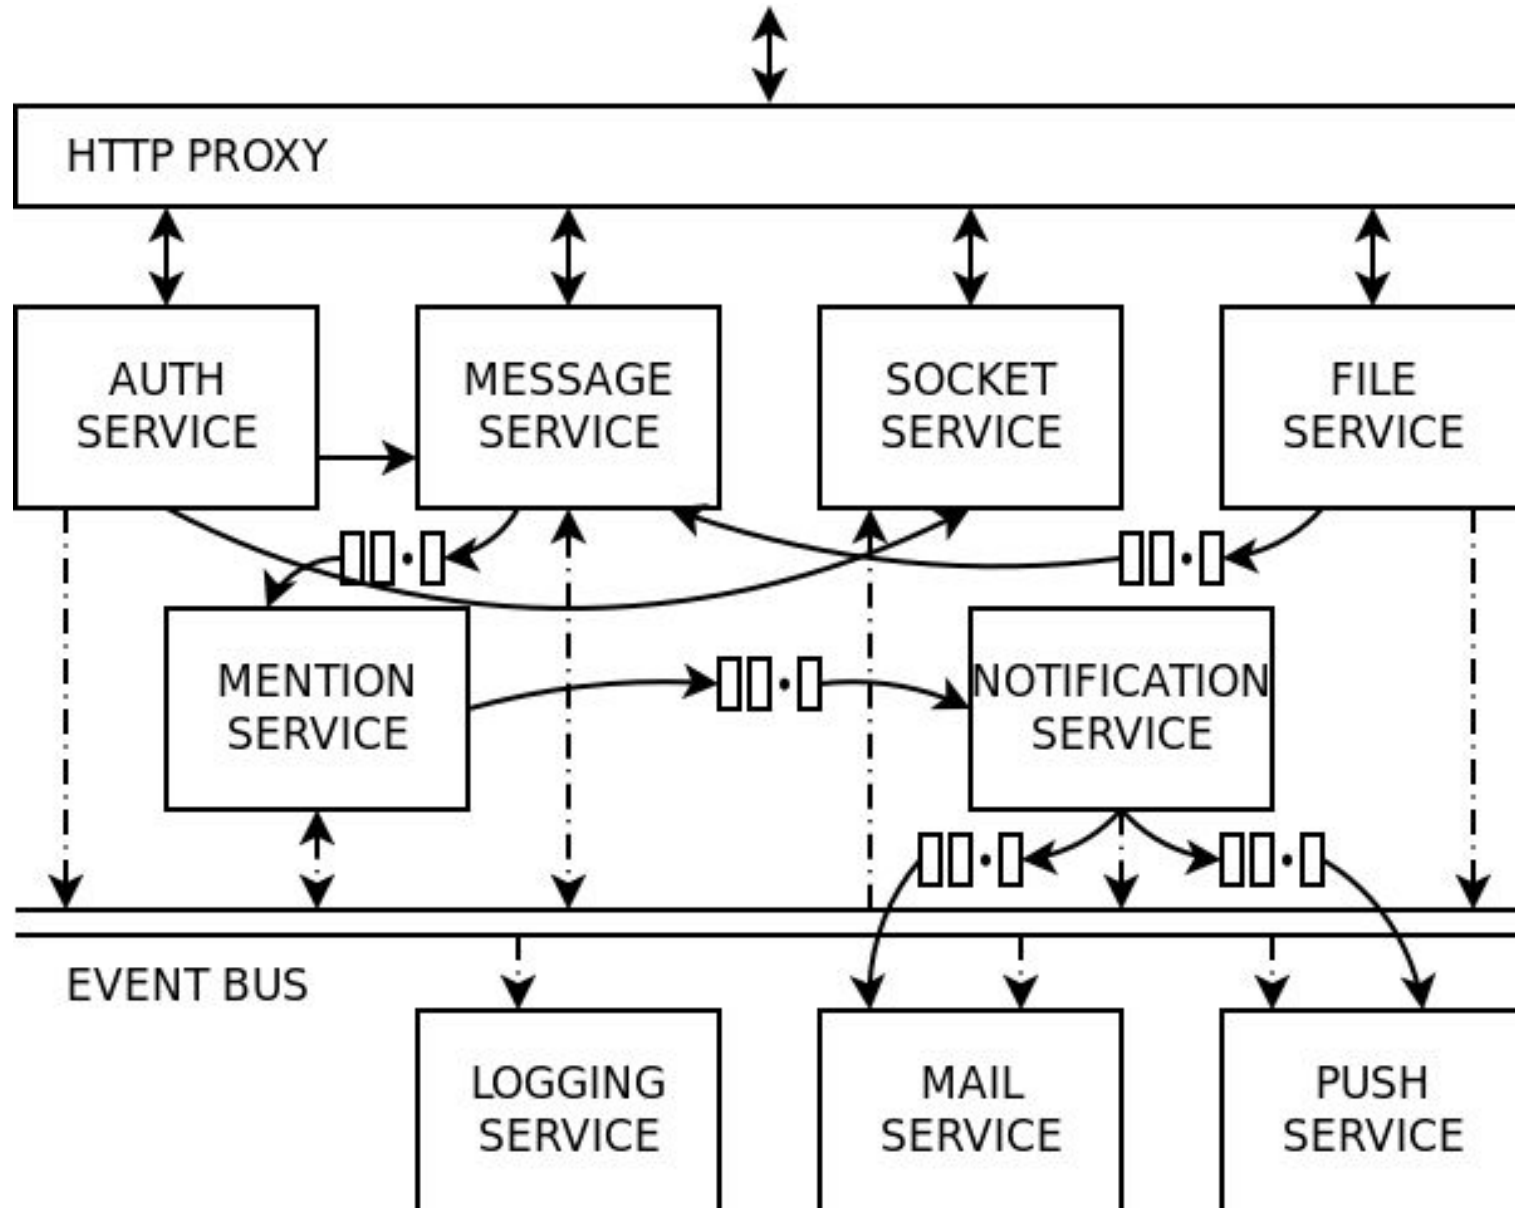 HTTP PROXY
AUTH
SERVICE
MESSAGE
SERVICE
SOCKET
SERVICE
FILE
SERVICE
MENTION
SERVICE
NOTIFICATION
SERVICE
EVENT BUS
LOGGING
SERVICE
MAIL
SERVICE
PUSH
SERVICE